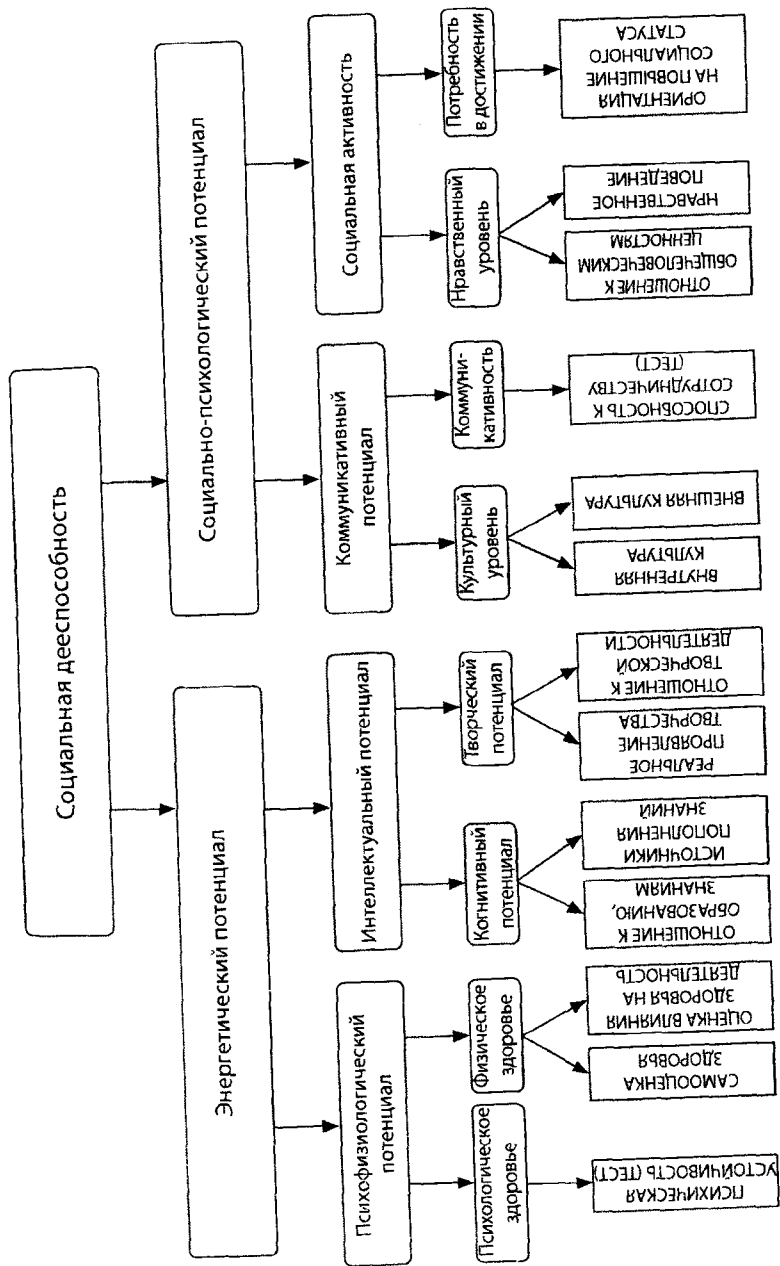 Социальная дееспособность
Энергетический потенциал
Социально-психологический потенциал
Психофизиологический
потенциал
Интеллектуальный потенциал
Коммуникативный
потенциал
Социальная активность
Психологическое
здоровье
Физическое
здоровье
Когнитивный
потенциал
Творческий
потенциал
Культурный
уровень
Коммуни-
кативность
Нравственный
уровень
Потребность
в достижении
ПСИХИЧЕСКАЯ
УСТОЙЧИВОСТЬ (ТЕСТ)
САМООЦЕНКА
ЗДОРОВЬЯ
ОЦЕНКА ВЛИЯНИЯ
ЗДОРОВЬЯ НА
ДЕЯТЕЛЬНОСТЬ
ОТНОШЕНИЕ К
ОБРАЗОВАНИЮ,
ЗНАНИЯМ
ИСТОЧНИКИ
ПОПОЛНЕНИЯ
ЗНАНИЙ
РЕАЛЬНОЕ
ПРОЯВЛЕНИЕ
ТВОРЧЕСТВА
ОТНОШЕНИЕ К
ТВОРЧЕСКОЙ
ДЕЯТЕЛЬНОСТИ
ВНУТРЕННЯЯ
КУЛЬТУРА
ВНЕШНЯЯ КУЛЬТУРА
СПОСОБНОСТЬ К
СОТРУДНИЧЕСТВУ
(ТЕСТ)
ОТНОШЕНИЕ К
ОБЩЕЧЕЛОВЕЧЕСКИМ
ЦЕННОСТЯМ
НРАВСТВЕННОЕ
ПОВЕДЕНИЕ
ОРИЕНТАЦИЯ
НА ПОВЫШЕНИЕ
СОЦИАЛЬНОГО
СТАТУСА